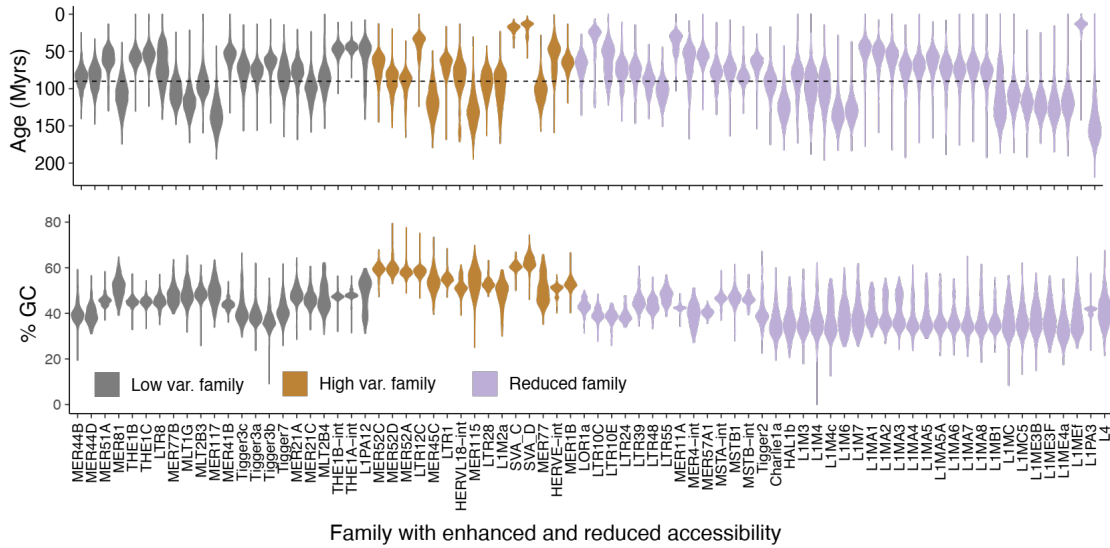 Age (Myrs)
0
50
100
150
200
% GC
80
60
40
20
0
Low var. family
High var. family
Reduced family
MER44B
MER44D
MER51A
MER81
THE1B
THE1C
LTR8
MER77B
MLT1G
MLT2B3
MER117
MER41B
Tigger3c
Tigger3a
Tigger3b
Tigger7
MER21A
MER21C
MLT2B4
THE1B-int
THE1A-int
L1PA12
MER52C
MER52D
MER52A
LTR12C
MER45C
LTR1
HERVL18-int
MER115
LTR28
L1M2a
SVA_C
SVA_D
MER77
HERVE-int
MER1B
LOR1a
LTR10C
LTR10E
LTR24
LTR39
LTR48
LTR55
MER11A
MER4-int
MER57A1
MSTA-int
MSTB1
MSTB-int
Tigger2
Charlie1a
HAL1b
L1M3
L1M4
L1M4c
L1M6
L1M7
L1MA1
L1MA2
L1MA3
L1MA4
L1MA5
L1MA5A
L1MA6
L1MA7
L1MA8
L1MB1
L1MC
L1MC5
L1ME3B
L1ME3F
L1ME4a
L1MEi
L1PA3
L4
Family with enhanced and reduced accessibility